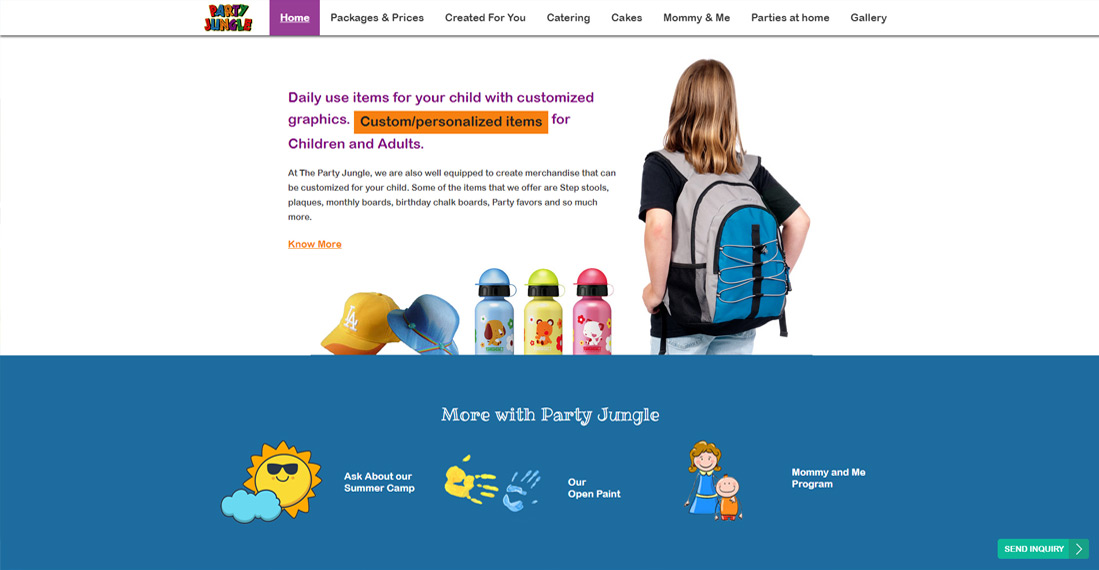 PARTY
JUNGLE
Home
Packages & Prices
Created For You
Catering
Cakes
Mommy & Me
Parties at home
Gallery
Daily use items for your child with customized
graphics. Custom/personalized items for
Children and Adults.
At The Party Jungle, we are also well equipped to create merchandise that can
be customized for your child. Some of the items that we offer are Step stools,
plaques, monthly boards, birthday chalk boards, Party favors and so much
more.
Know More
LA
More with Party Jungle
Ask About our
Summer Camp
Our
Open Paint
Mommy and Me
Program
SEND INQUIRY